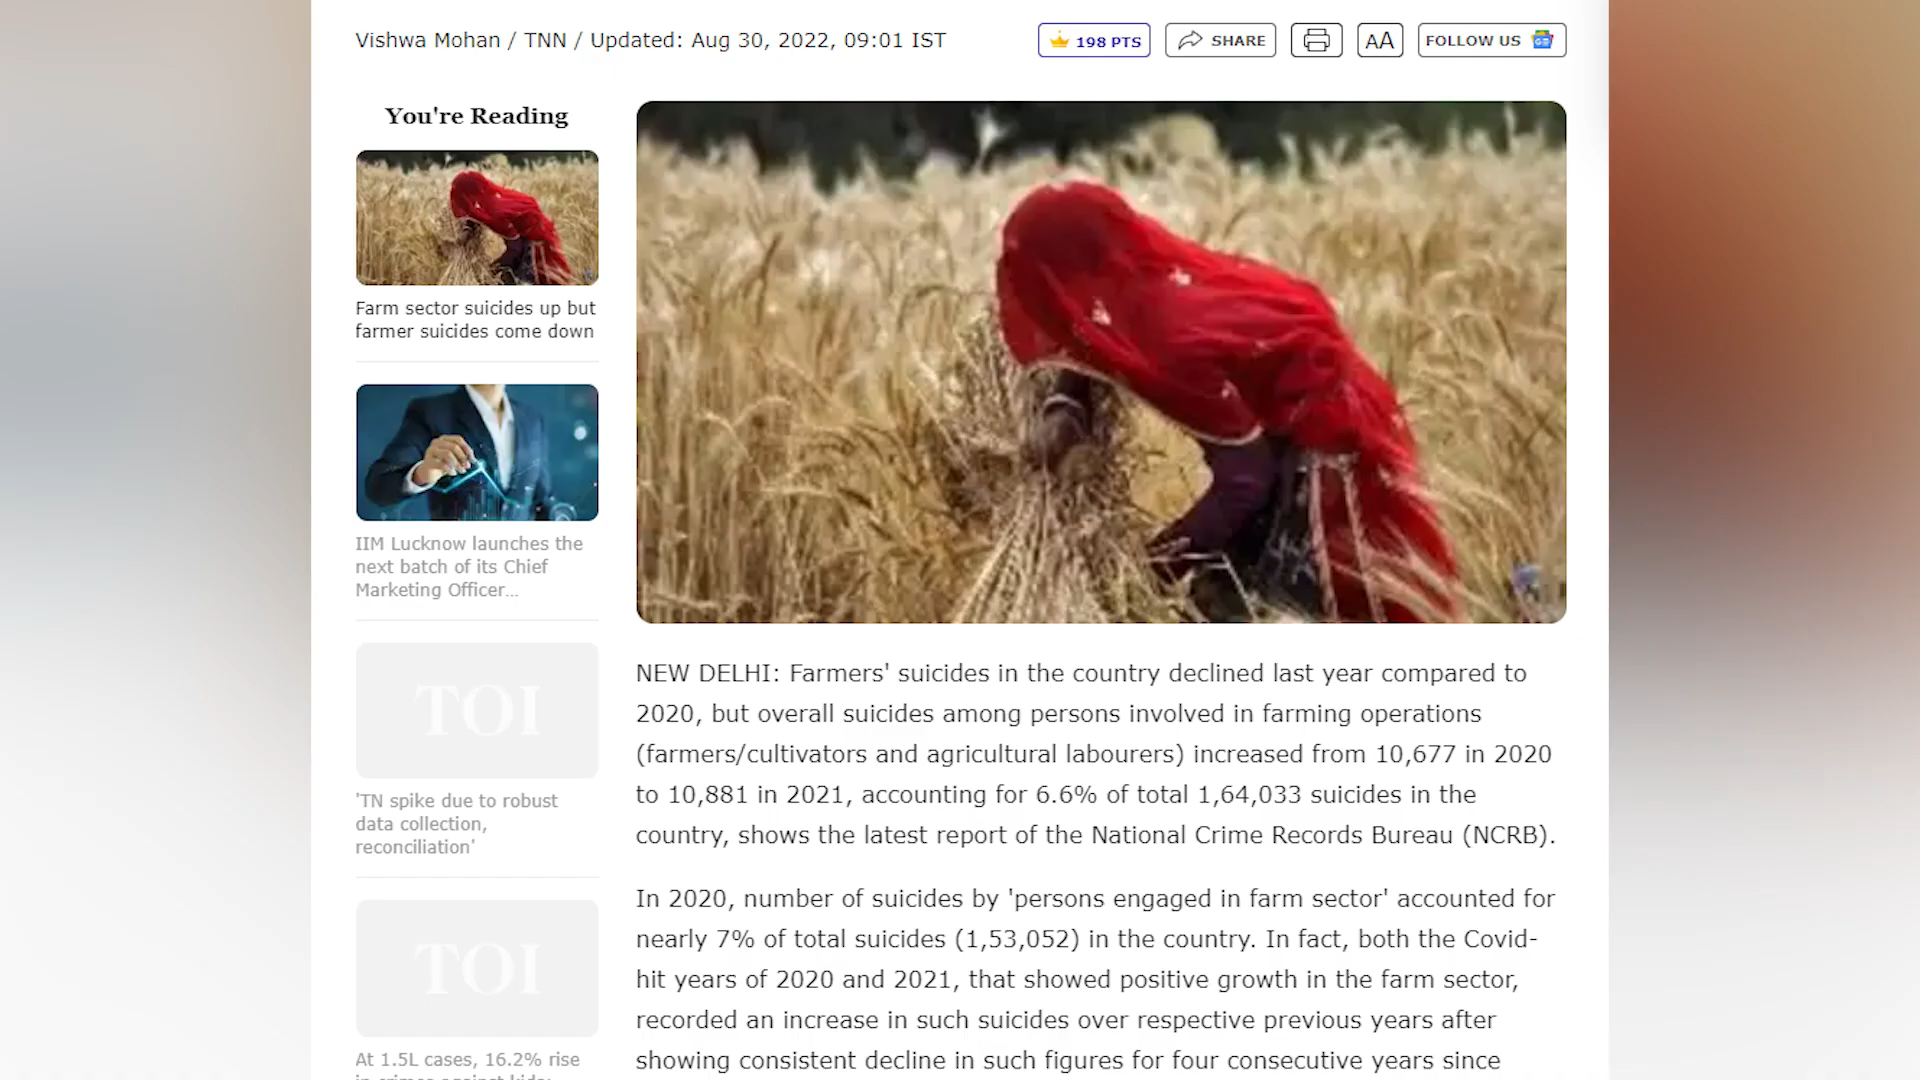 Vishwa Mohan / TNN / Updated: Aug 30, 2022, 09:01 IST
198 PTS
SHARE
AA
FOLLOW US
You're Reading
Farm sector suicides up but
farmer suicides come down
IIM Lucknow launches the
next batch of its Chief
Marketing Officer...
TOI
'TN spike due to robust
data collection,
reconciliation'
TOI
At 1.5L cases, 16.2% rise
NEW DELHI: Farmers' suicides in the country declined last year compared to
2020, but overall suicides among persons involved in farming operations
(farmers/cultivators and agricultural labourers) increased from 10,677 in 2020
to 10,881 in 2021, accounting for 6.6% of total 1,64,033 suicides in the
country, shows the latest report of the National Crime Records Bureau (NCRB).
In 2020, number of suicides by 'persons engaged in farm sector' accounted for
nearly 7% of total suicides (1,53,052) in the country. In fact, both the Covid-
hit years of 2020 and 2021, that showed positive growth in the farm sector,
recorded an increase in such suicides over respective previous years after
showing consistent decline in such figures for four consecutive years since